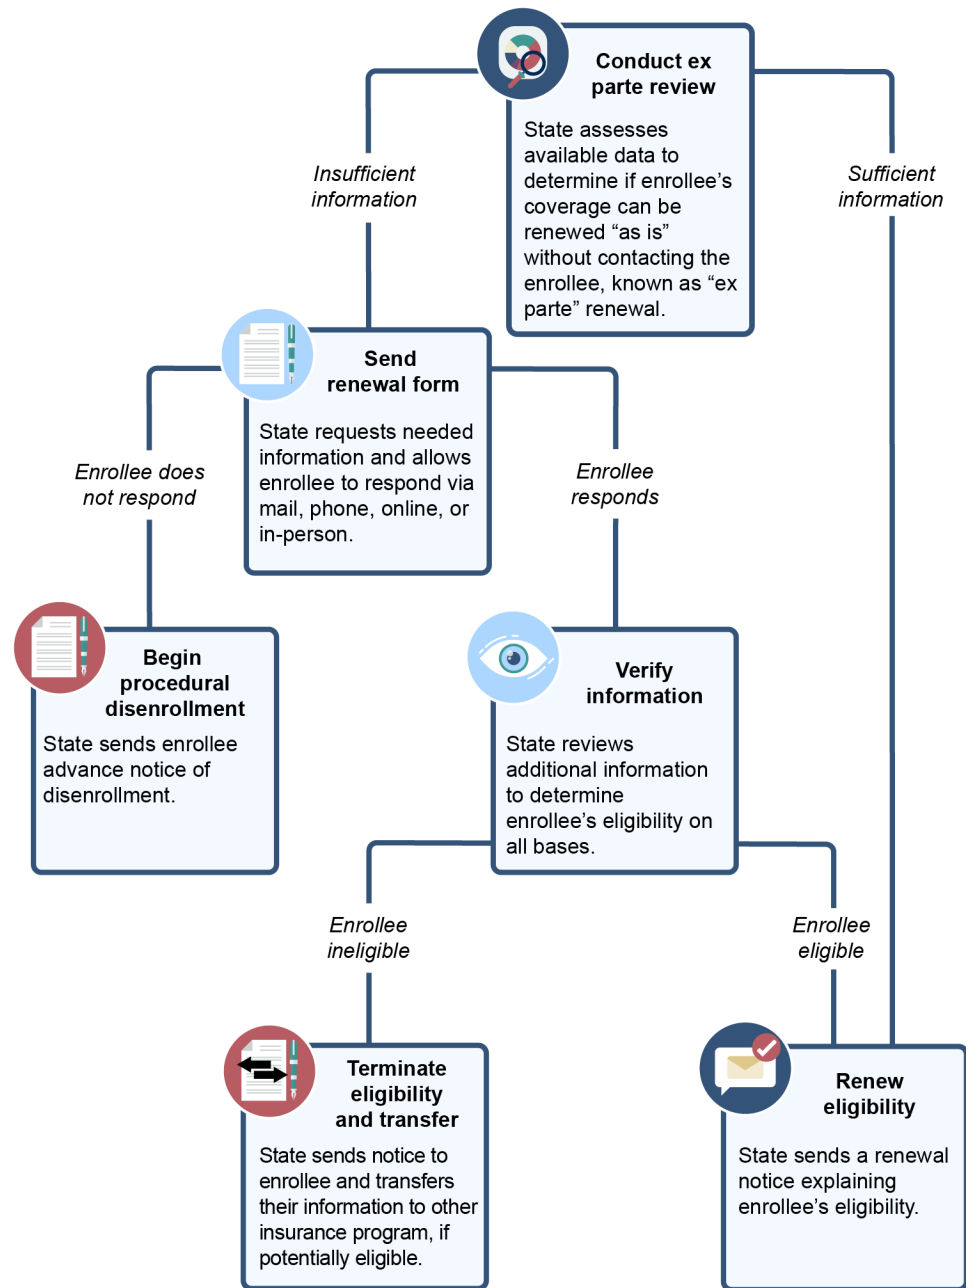 Conduct ex
parte review
State assesses
available data to
determine if enrollee’s
coverage can be
renewed “as is”
without contacting the
enrollee, known as “ex
parte” renewal.
Insufficient
information
Sufficient
information
Send
renewal form
State requests needed
information and allows
enrollee to respond via
mail, phone, online, or
in-person.
Enrollee does
not respond
Enrollee
responds
Begin
procedural
disenrollment
State sends enrollee
advance notice of
disenrollment.
Verify
information
State reviews
additional information
to determine
enrollee’s eligibility on
all bases.
Enrollee
ineligible
Enrollee
eligible
Terminate
eligibility
and transfer
State sends notice to
enrollee and transfers
their information to other
insurance program, if
potentially eligible.
Renew
eligibility
State sends a renewal
notice explaining
enrollee’s eligibility.